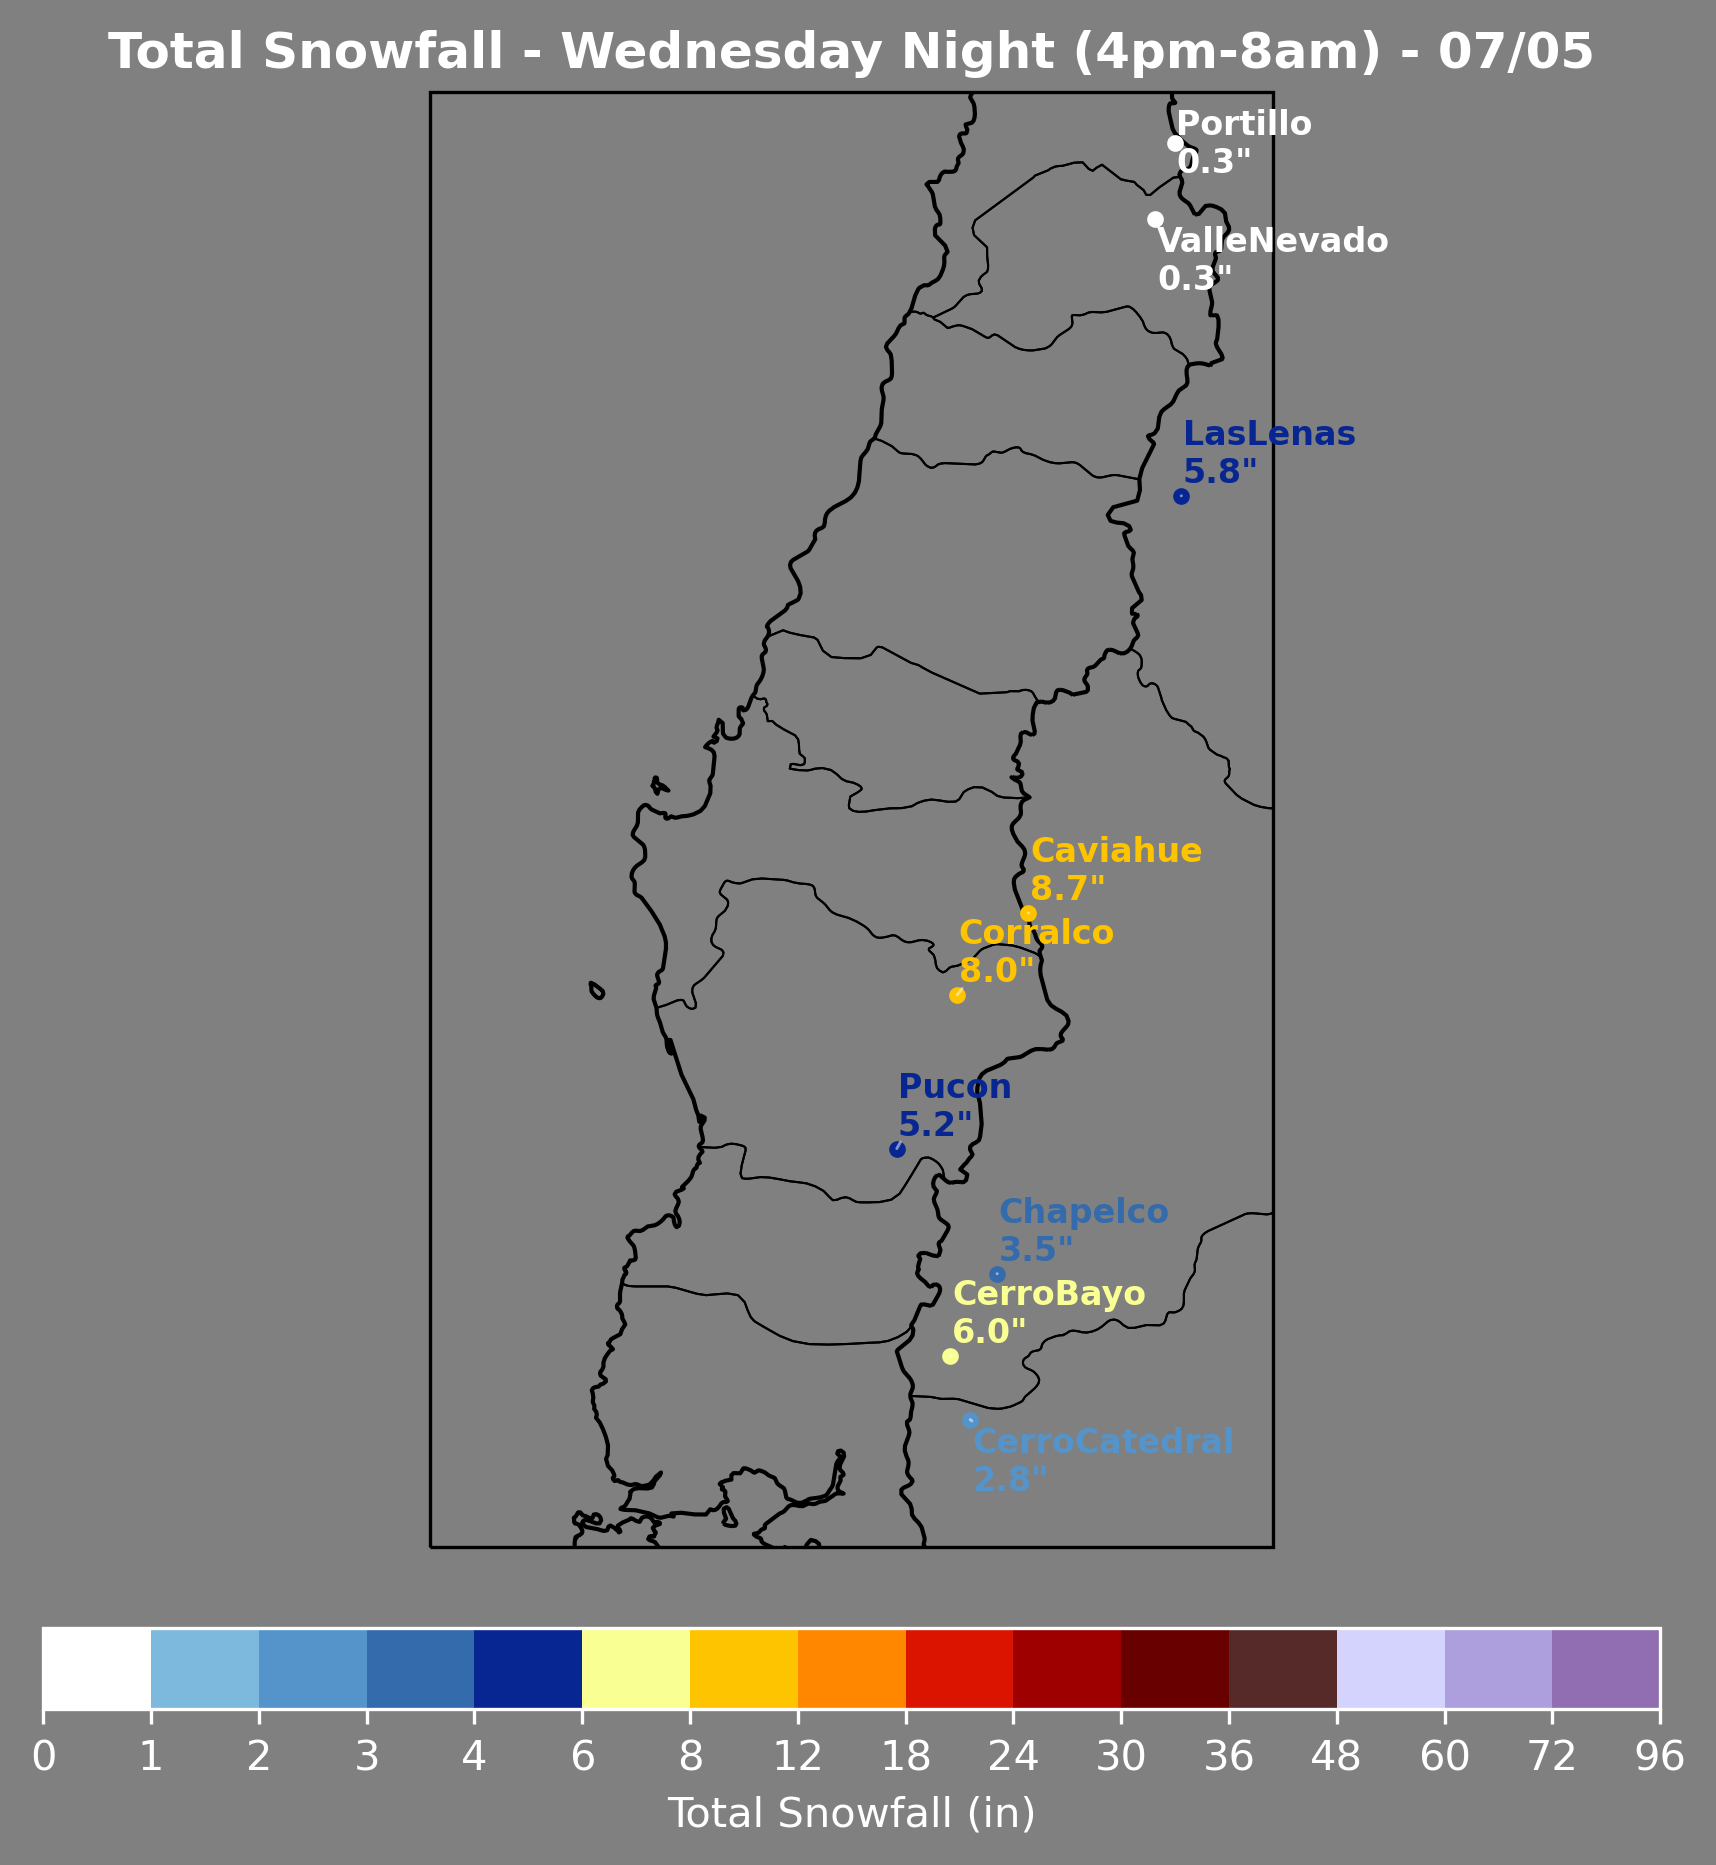 Total Snowfall - Wednesday Night (4pm-8am) - 07/05
Portillo
0.3"
ValleNevado
0.3"
LasLenas
5.8"
Caviahue
8.7"
Corralco
8.0"
Pucon
5.2"
Chapelco
3.5"
CerroBayo
6.0"
CerroCatedral
2.8"
0 1 2 3 4 6 8 12 18 24 30 36 48 60 72 96
Total Snowfall (in)